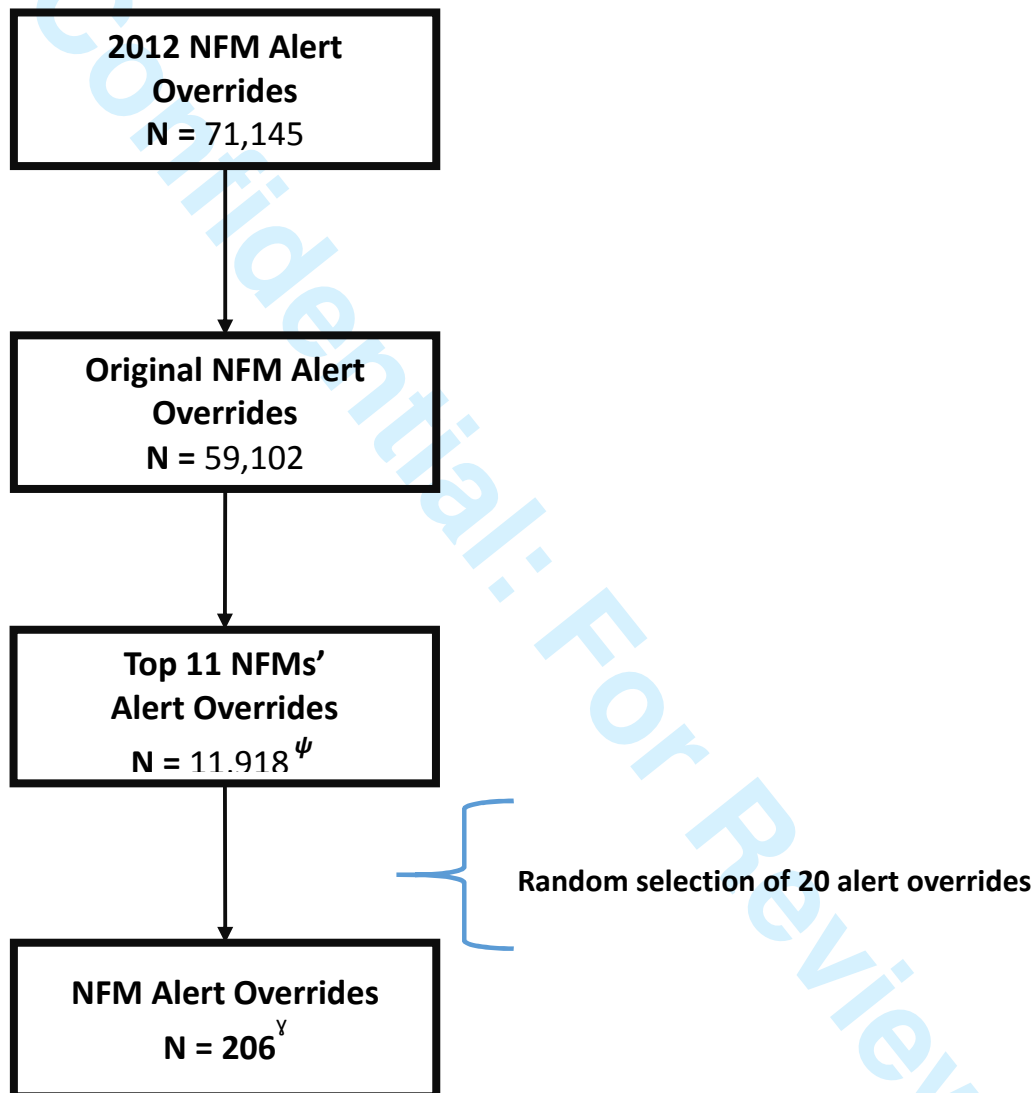 2012 NFM Alert
Overrides
N = 71,145
Original NFM Alert
Overrides
N = 59,102
Top 11 NFMs’
Alert Overrides
N = 11,918 ψ
Random selection of 20 alert overrides
NFM Alert Overrides
N = 206 ɣ
Confidential: For Review